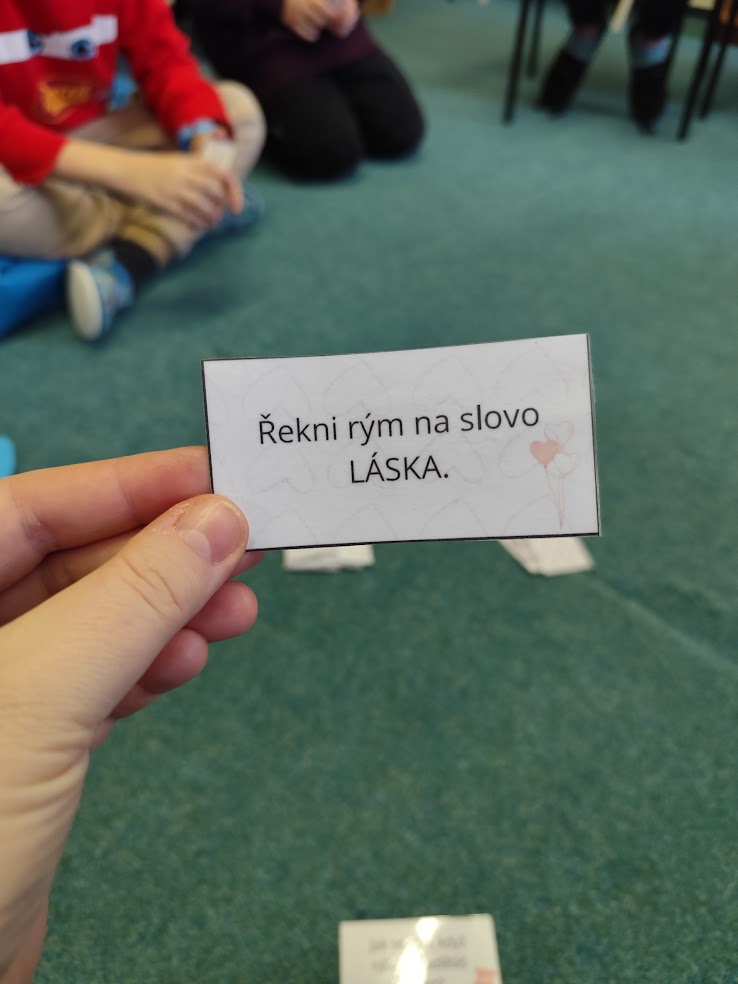 Řekni rým na slovo
LÁSKA.